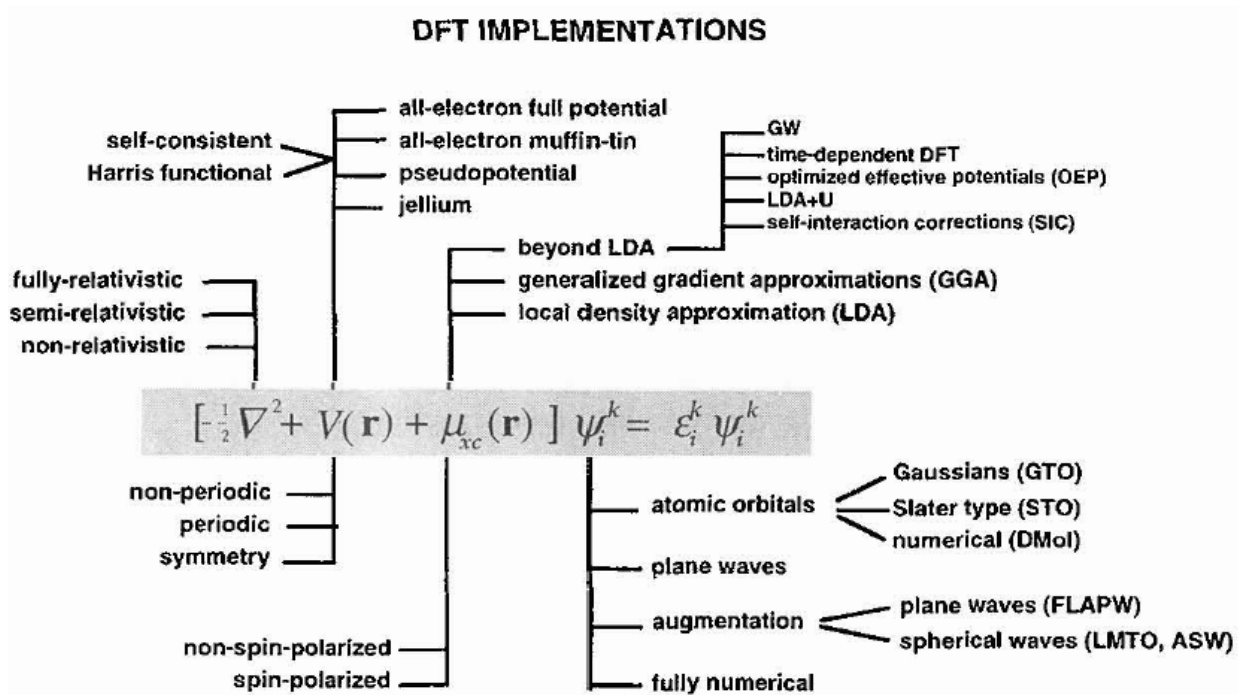 DFT IMPLEMENTATIONS
all-electron full potential
self-consistent
all-electron muffin-tin
Harris functional
pseudopotential
jellium
GW
time-dependent DFT
optimized effective potentials (OEP)
LDA+U
self-interaction corrections (SIC)
beyond LDA
generalized gradient approximations (GGA)
local density approximation (LDA)
fully-relativistic
semi-relativistic
non-relativistic
[-½∇² + V(r) + μ_xc(r)] ψ_i^k = ε_i^k ψ_i^k
non-periodic
periodic
symmetry
non-spin-polarized
spin-polarized
atomic orbitals
Gaussians (GTO)
Slater type (STO)
numerical (DMol)
plane waves
augmentation
plane waves (FLAPW)
spherical waves (LMTO, ASW)
fully numerical